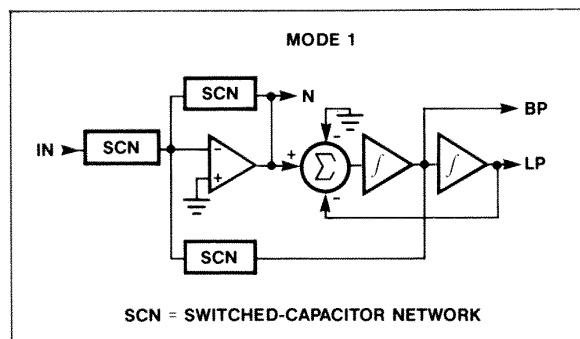 MODE 1
SCN
N
SCN
IN
−
+
+
−
Σ
∫
∫
BP
LP
−
SCN
SCN = SWITCHED-CAPACITOR NETWORK